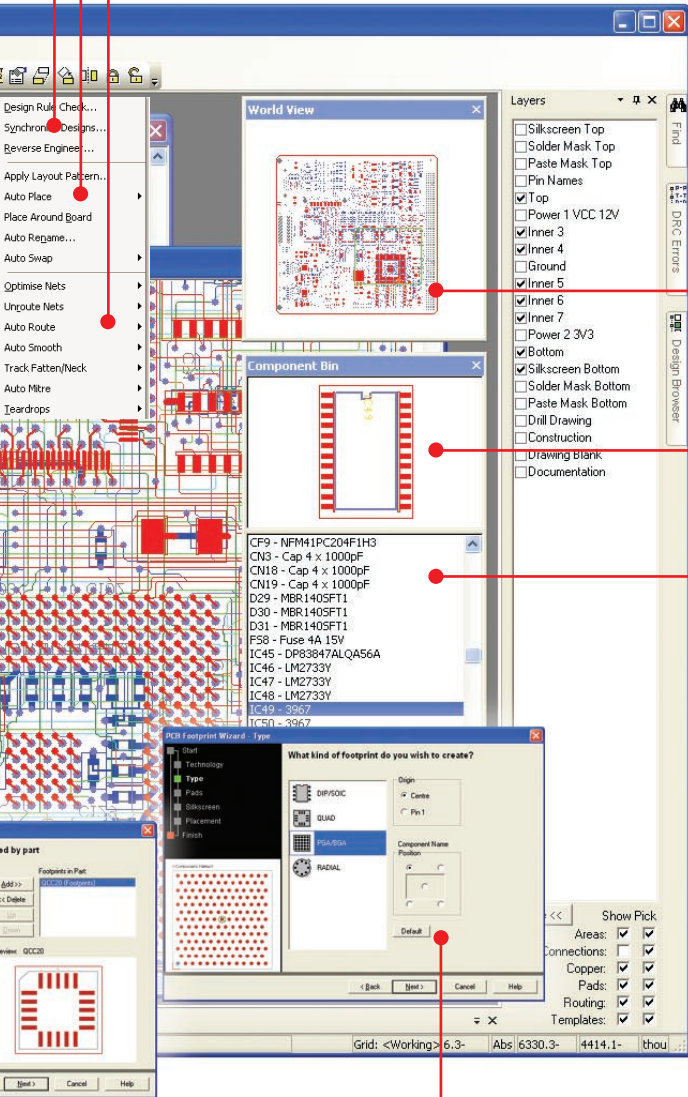 Design Rule Check...
Synchronise Designs...
Reverse Engineer...
Apply Layout Pattern...
Auto Place
Place Around Board
Auto Rename...
Auto Swap
Optimise Nets
Unroute Nets
Auto Route
Auto Smooth
Track Fatten/Neck
Auto Mitre
Teardrops
World View
Component Bin
IC49
CF9 - NFM41PC204F1H3
CN3 - Cap 4 x 1000pF
CN18 - Cap 4 x 1000pF
CN19 - Cap 4 x 1000pF
D29 - MBR140SFT1
D30 - MBR140SFT1
D31 - MBR140SFT1
FS8 - Fuse 4A 15V
IC45 - DP83847ALQA56A
IC46 - LM2733Y
IC47 - LM2733Y
IC48 - LM2733Y
IC49 - 3967
IC50 - 3967
Layers
Silkscreen Top
Solder Mask Top
Paste Mask Top
Pin Names
Top
Power 1 VCC 12V
Inner 3
Inner 4
Ground
Inner 5
Inner 6
Inner 7
Power 2 3V3
Bottom
Silkscreen Bottom
Solder Mask Bottom
Paste Mask Bottom
Drill Drawing
Construction
Drawing Blank
Documentation
Find
DRC Errors
Design Browser
PCB Footprint Wizard - Type
Start
Technology
Type
Pads
Silkscreen
Placement
Finish
What kind of footprint do you wish to create?
DIP/SOIC
QUAD
PGA/BGA
RADIAL
Origin
Centre
Pin 1
Component Name
Position
Default
< Back
Next >
Cancel
Help
ed by part
Footprints in Part:
QCC20 (Footprints)
Add >>
<< Delete
Up
Down
eview: QCC20
Next >
Cancel
Help
<<
Show Pick
Areas:
Connections:
Copper:
Pads:
Routing:
Templates:
Grid: <Working> 6.3-
Abs
6330.3-
4414.1-
thou